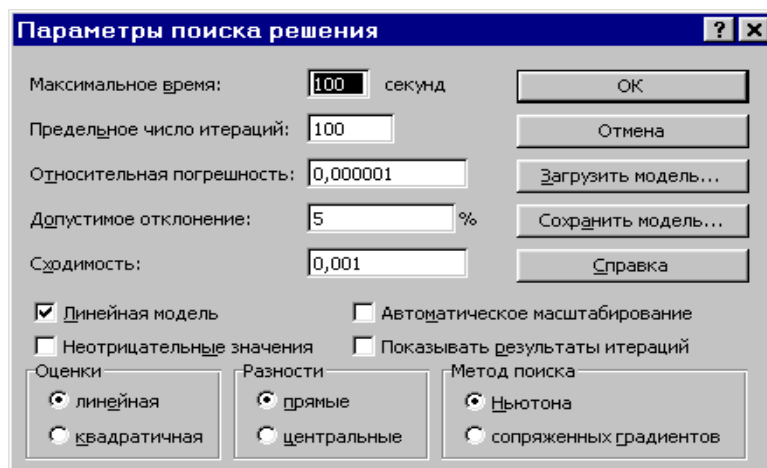 Параметры поиска решения
Максимальное время: 100 секунд OK
Предельное число итераций: 100 Отмена
Относительная погрешность: 0,000001 Загрузить модель...
Допустимое отклонение: 5 % Сохранить модель...
Сходимость: 0,001 Справка
Линейная модель Автоматическое масштабирование
Неотрицательные значения Показывать результаты итераций
Оценки Разности Метод поиска
линейная прямые Ньютона
квадратичная центральные сопряженных градиентов